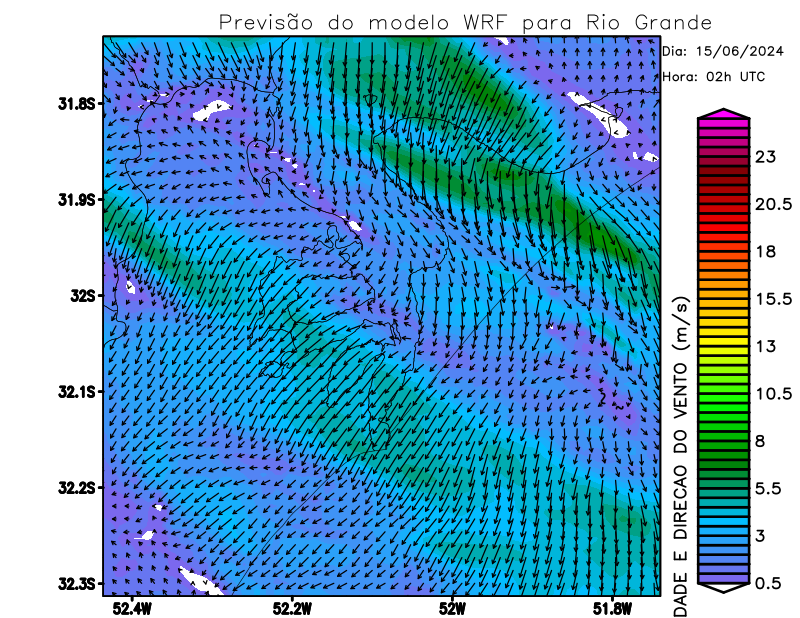 Previsão do modelo WRF para Rio Grande
Dia: 15/06/2024
Hora: 02h UTC
31.8S
31.9S
32S
32.1S
32.2S
32.3S
52.4W
52.2W
52W
51.8W
23
20.5
18
15.5
13
10.5
8
5.5
3
0.5
DADE E DIRECAO DO VENTO (m/s)